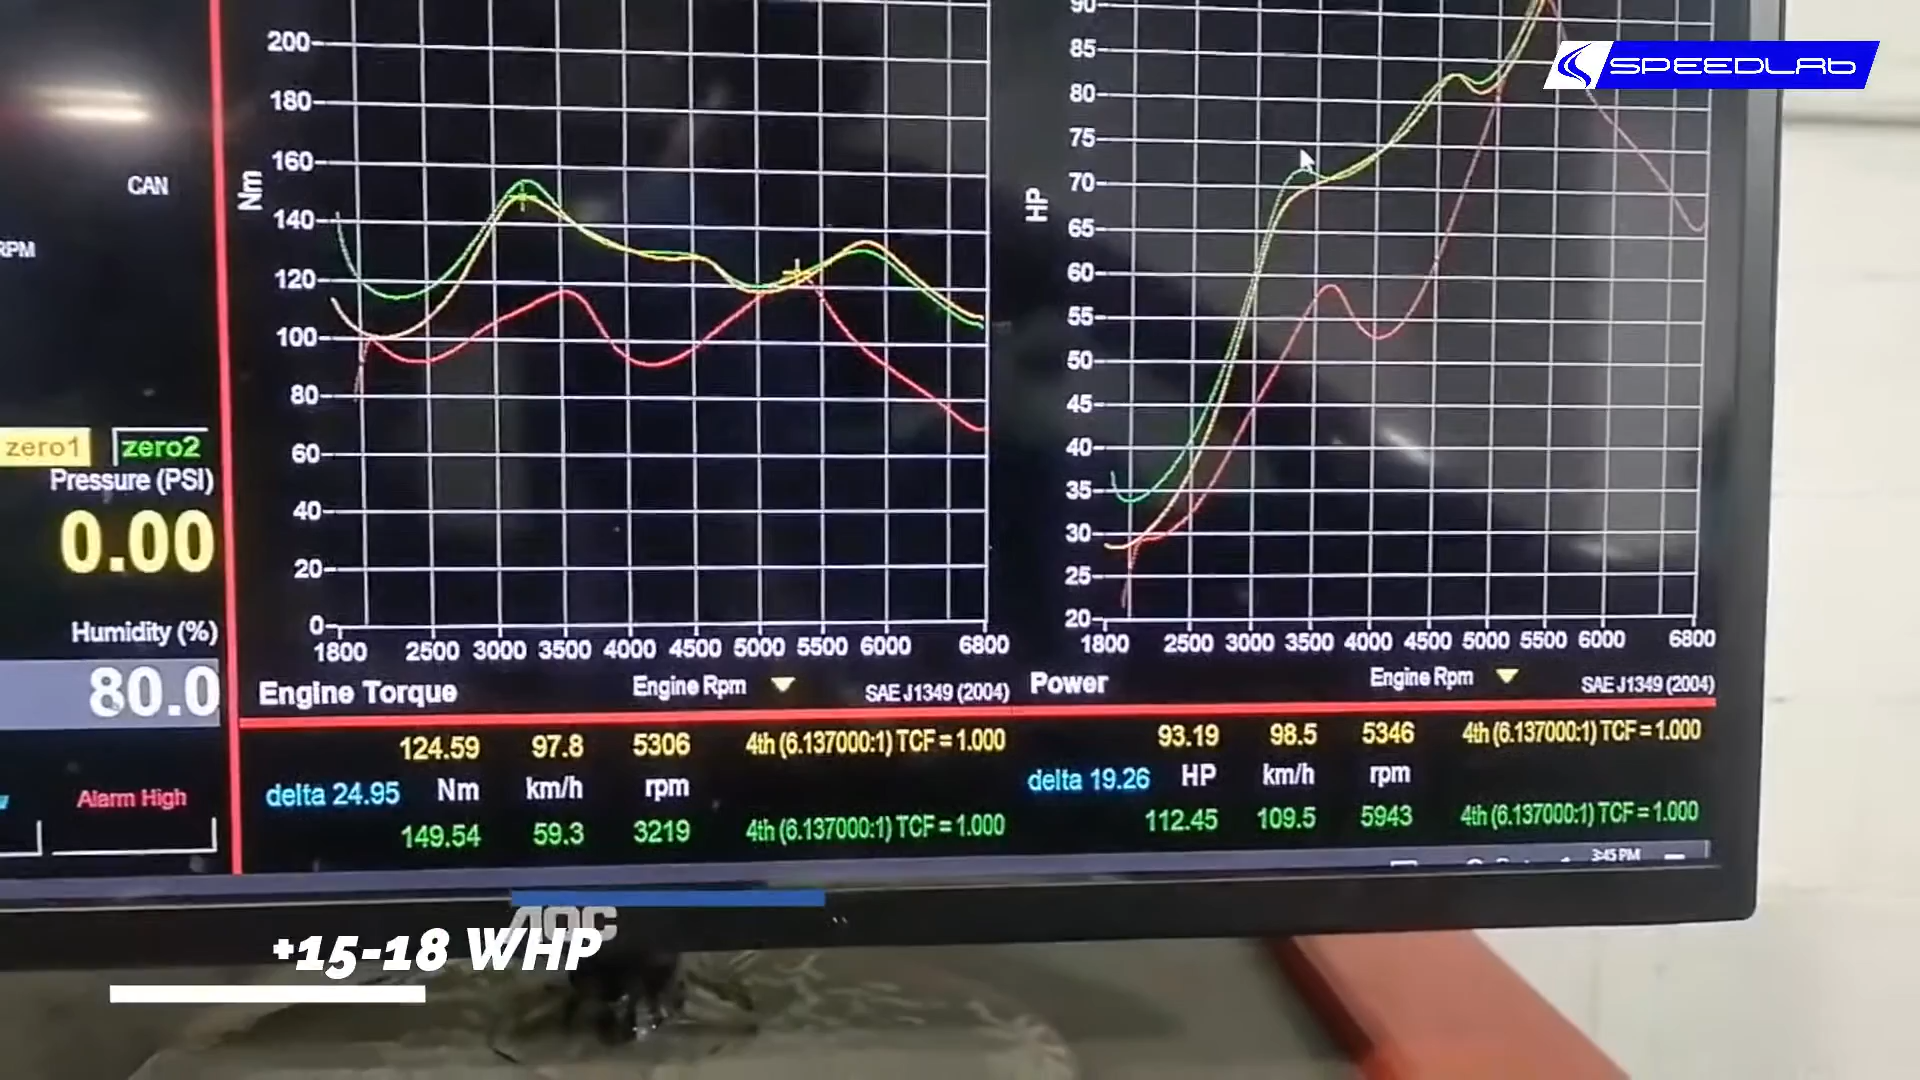 SPEEDLAb
CAN
RPM
zero1
zero2
Pressure (PSI)
0.00
Humidity (%)
80.0
Alarm High
Nm
200
180
160
140
120
100
80
60
40
20
0
1800 2500 3000 3500 4000 4500 5000 5500 6000 6800
Engine Torque
Engine Rpm
SAE J1349 (2004)
HP
90
85
80
75
70
65
60
55
50
45
40
35
30
25
20
1800 2500 3000 3500 4000 4500 5000 5500 6000 6800
Power
Engine Rpm
SAE J1349 (2004)
124.59 97.8 5306 4th (6.137000:1) TCF = 1.000
delta 24.95 Nm km/h rpm
149.54 59.3 3219 4th (6.137000:1) TCF = 1.000
93.19 98.5 5346 4th (6.137000:1) TCF = 1.000
delta 19.26 HP km/h rpm
112.45 109.5 5943 4th (6.137000:1) TCF = 1.000
3:45 PM
AOC
+15-18 WHP